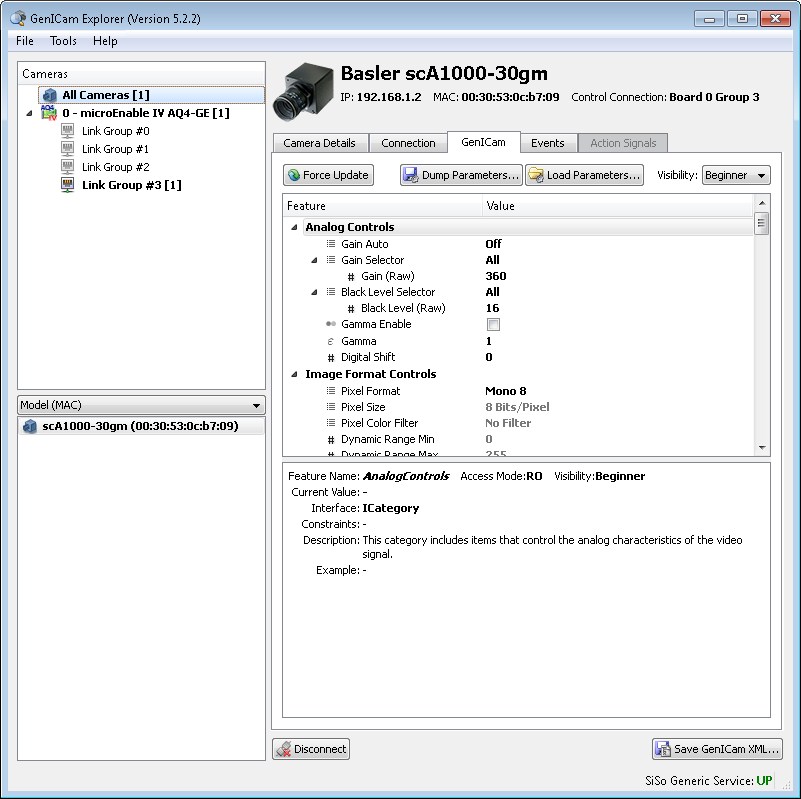 GenICam Explorer (Version 5.2.2)
File Tools Help
Cameras
All Cameras [1]
0 - microEnable IV AQ4-GE [1]
Link Group #0
Link Group #1
Link Group #2
Link Group #3 [1]
Model (MAC)
scA1000-30gm (00:30:53:0c:b7:09)
Basler scA1000-30gm
IP: 192.168.1.2 MAC: 00:30:53:0c:b7:09 Control Connection: Board 0 Group 3
Camera Details Connection GenICam Events Action Signals
Force Update Dump Parameters... Load Parameters... Visibility: Beginner
Feature Value
Analog Controls
Gain Auto Off
Gain Selector All
# Gain (Raw) 360
Black Level Selector All
# Black Level (Raw) 16
Gamma Enable
ε Gamma 1
# Digital Shift 0
Image Format Controls
Pixel Format Mono 8
Pixel Size 8 Bits/Pixel
Pixel Color Filter No Filter
# Dynamic Range Min 0
# Dynamic Range Max 255
Feature Name: AnalogControls Access Mode:RO Visibility:Beginner
Current Value: -
Interface: ICategory
Constraints: -
Description: This category includes items that control the analog characteristics of the video
signal.
Example: -
Disconnect Save GenICam XML...
SiSo Generic Service: UP